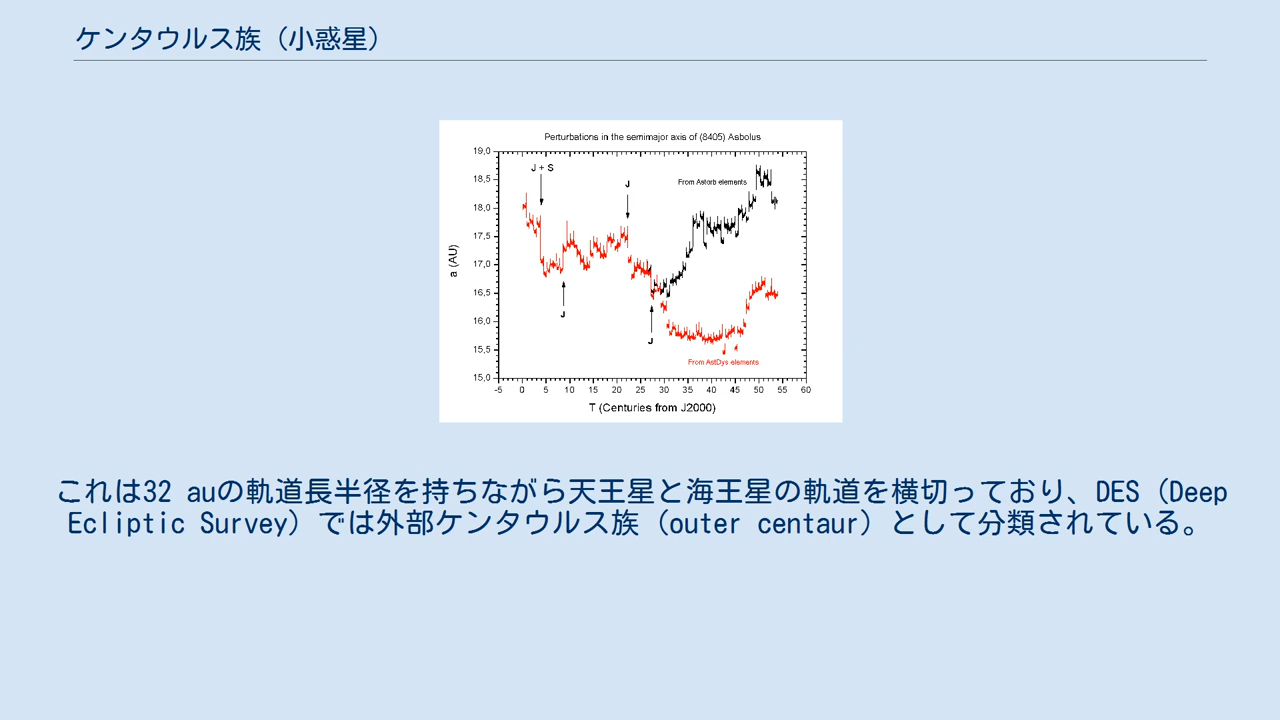 ケンタウルス族（小惑星）
Perturbations in the semimajor axis of (8405) Asbolus
19,0
18,5
18,0
17,5
17,0
16,5
16,0
15,5
15,0
a (AU)
J + S
J
J
J
From Astorb elements
From AstDys elements
-5 0 5 10 15 20 25 30 35 40 45 50 55 60
T (Centuries from J2000)
これは32 auの軌道長半径を持ちながら天王星と海王星の軌道を横切っており、DES（Deep
Ecliptic Survey）では外部ケンタウルス族（outer centaur）として分類されている。